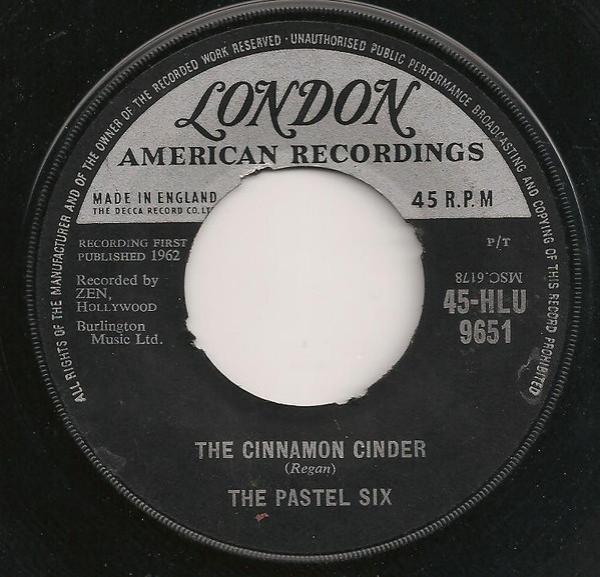 ALL RIGHTS OF THE MANUFACTURER AND OF THE OWNER OF THE RECORDED WORK RESERVED · UNAUTHORISED PUBLIC PERFORMANCE BROADCASTING AND COPYING OF THIS RECORD PROHIBITED
LONDON
AMERICAN RECORDINGS
MADE IN ENGLAND
THE DECCA RECORD CO.
45 R.P.M
RECORDING FIRST
PUBLISHED 1962
P/T
Recorded by
ZEN,
HOLLYWOOD
Burlington
Music Ltd.
MSC.6178
45-HLU
9651
THE CINNAMON CINDER
(Regan)
THE PASTEL SIX